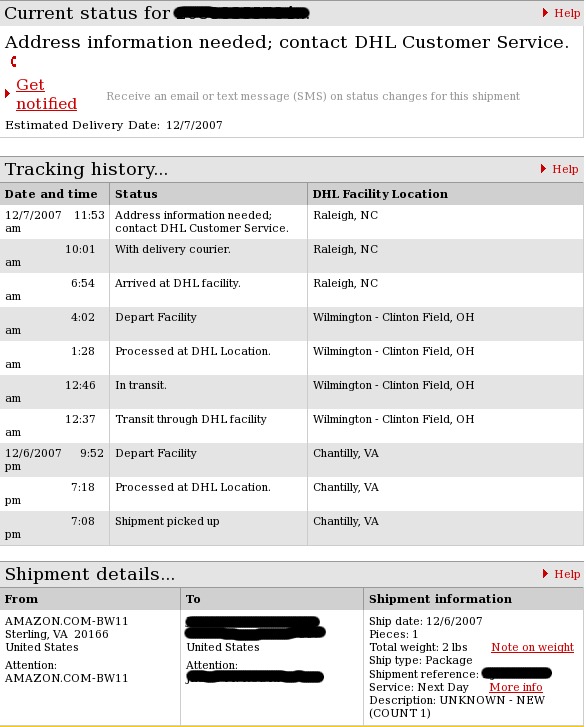 Current status for
Help
Address information needed; contact DHL Customer Service.
Get
notified
Receive an email or text message (SMS) on status changes for this shipment
Estimated Delivery Date: 12/7/2007
Tracking history...
Help
Date and time Status DHL Facility Location
12/7/2007 11:53 Address information needed; Raleigh, NC
am contact DHL Customer Service.
10:01 With delivery courier. Raleigh, NC
am
6:54 Arrived at DHL facility. Raleigh, NC
am
4:02 Depart Facility Wilmington - Clinton Field, OH
am
1:28 Processed at DHL Location. Wilmington - Clinton Field, OH
am
12:46 In transit. Wilmington - Clinton Field, OH
am
12:37 Transit through DHL facility Wilmington - Clinton Field, OH
am
12/6/2007 9:52 Depart Facility Chantilly, VA
pm
7:18 Processed at DHL Location. Chantilly, VA
pm
7:08 Shipment picked up Chantilly, VA
pm
Shipment details...
Help
From To Shipment information
AMAZON.COM-BW11 Ship date: 12/6/2007
Sterling, VA 20166 Pieces: 1
United States United States Total weight: 2 lbs Note on weight
Ship type: Package
Attention: Attention: Shipment reference:
AMAZON.COM-BW11 Service: Next Day More info
Description: UNKNOWN - NEW
(COUNT 1)